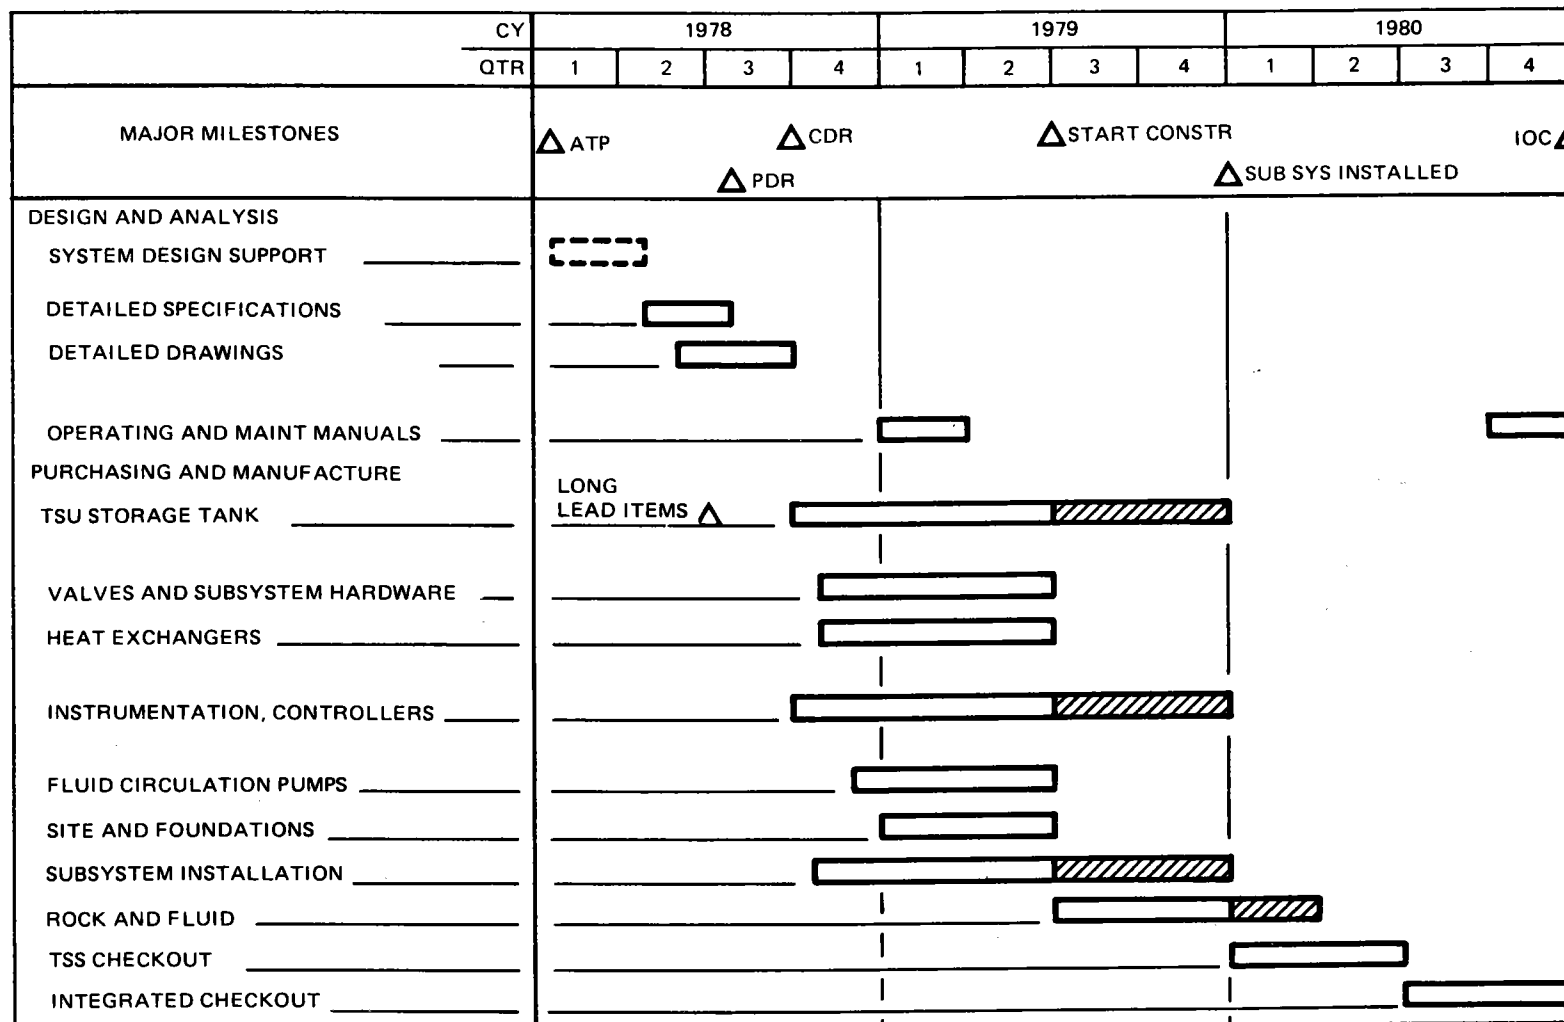 CY 1978 1979 1980
QTR 1 2 3 4 1 2 3 4 1 2 3 4
MAJOR MILESTONES ATP CDR START CONSTR IOC
PDR SUB SYS INSTALLED
DESIGN AND ANALYSIS
SYSTEM DESIGN SUPPORT
DETAILED SPECIFICATIONS
DETAILED DRAWINGS
OPERATING AND MAINT MANUALS
PURCHASING AND MANUFACTURE
LONG
TSU STORAGE TANK LEAD ITEMS
VALVES AND SUBSYSTEM HARDWARE
HEAT EXCHANGERS
INSTRUMENTATION, CONTROLLERS
FLUID CIRCULATION PUMPS
SITE AND FOUNDATIONS
SUBSYSTEM INSTALLATION
ROCK AND FLUID
TSS CHECKOUT
INTEGRATED CHECKOUT